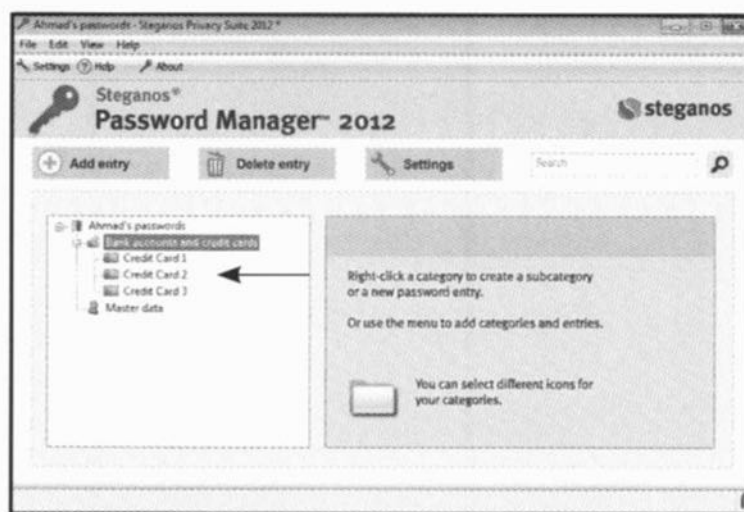 Ahmad's passwords - Steganos Privacy Suite 2012 *
File Edit View Help
Settings ? Help About
Steganos®
Password Manager™ 2012
steganos
Add entry
Delete entry
Settings
Search
Ahmad's passwords
Bank accounts and credit cards
Credit Card 1
Credit Card 2
Credit Card 3
Master data
Right-click a category to create a subcategory
or a new password entry.
Or use the menu to add categories and entries.
You can select different icons for
your categories.